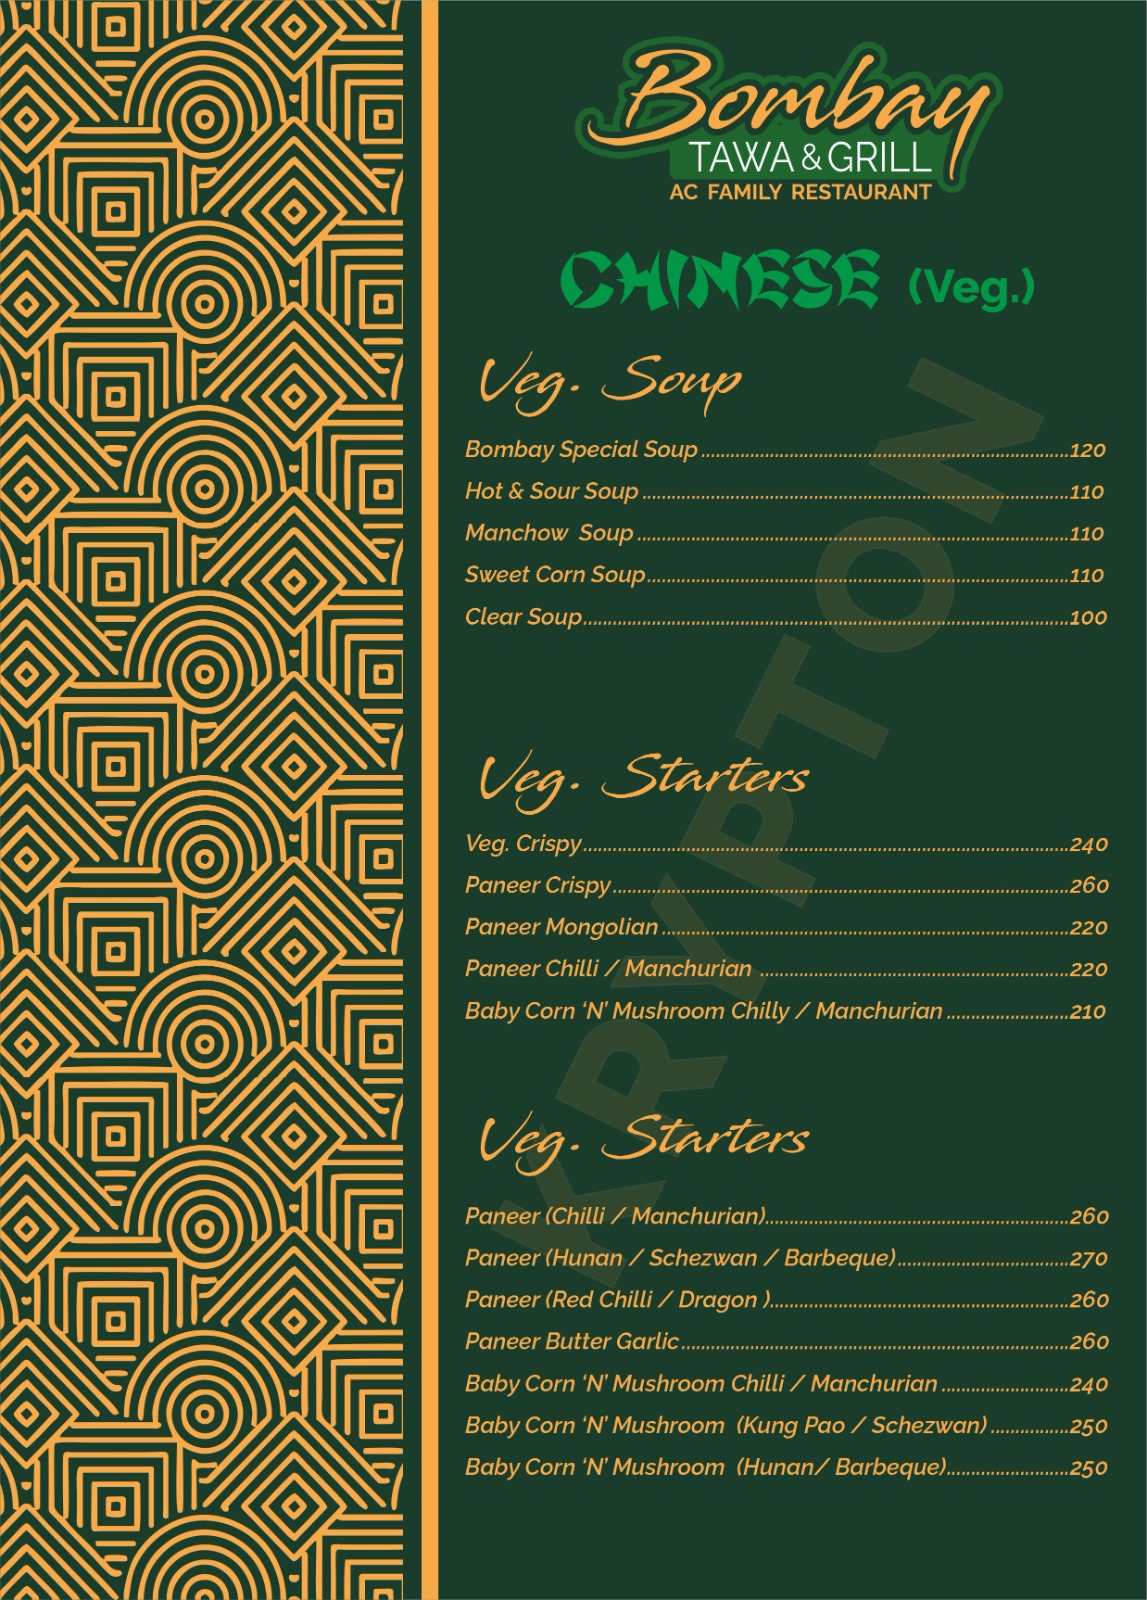 Bombay
TAWA & GRILL
AC FAMILY RESTAURANT
CHINESE (Veg.)
Veg. Soup
Bombay Special Soup ........ 120
Hot & Sour Soup ........ 110
Manchow Soup ........ 110
Sweet Corn Soup ........ 110
Clear Soup ........ 100
Veg. Starters
Veg. Crispy ........ 240
Paneer Crispy ........ 260
Paneer Mongolian ........ 220
Paneer Chilli / Manchurian ........ 220
Baby Corn ‘N’ Mushroom Chilly / Manchurian ........ 210
Veg. Starters
Paneer (Chilli / Manchurian) ........ 260
Paneer (Hunan / Schezwan / Barbeque) ........ 270
Paneer (Red Chilli / Dragon ) ........ 260
Paneer Butter Garlic ........ 260
Baby Corn ‘N’ Mushroom Chilli / Manchurian ........ 240
Baby Corn ‘N’ Mushroom (Kung Pao / Schezwan) ........ 250
Baby Corn ‘N’ Mushroom (Hunan/ Barbeque) ........ 250
KRYPTON